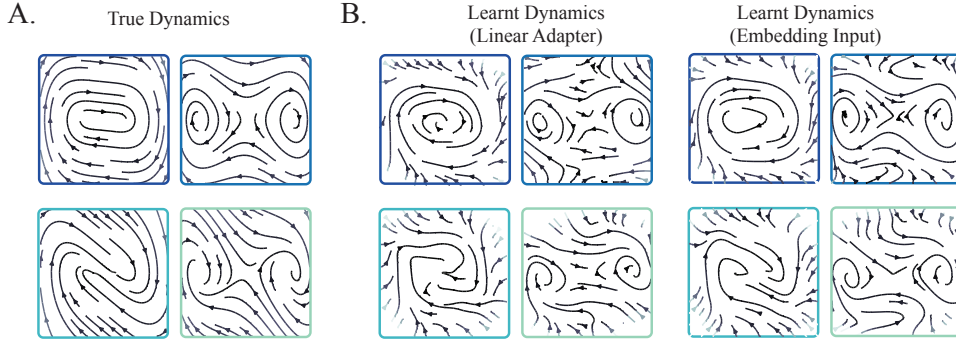 A.
True Dynamics
B.
Learnt Dynamics
(Linear Adapter)
Learnt Dynamics
(Embedding Input)